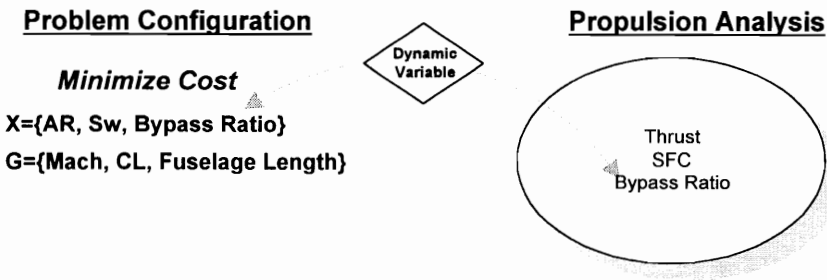 Problem Configuration
Minimize Cost
X={AR, Sw, Bypass Ratio}
G={Mach, CL, Fuselage Length}
Dynamic
Variable
Propulsion Analysis
Thrust
SFC
Bypass Ratio